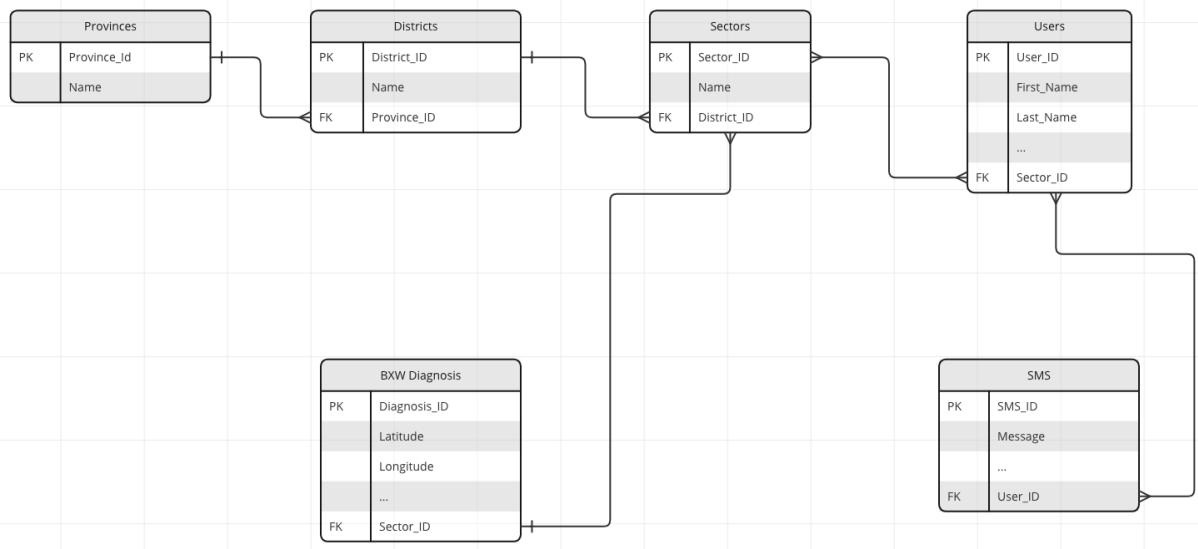 Provinces
PK Province_Id
Name
Districts
PK District_ID
Name
FK Province_ID
Sectors
PK Sector_ID
Name
FK District_ID
Users
PK User_ID
First_Name
Last_Name
...
FK Sector_ID
BXW Diagnosis
PK Diagnosis_ID
Latitude
Longitude
...
FK Sector_ID
SMS
PK SMS_ID
Message
...
FK User_ID